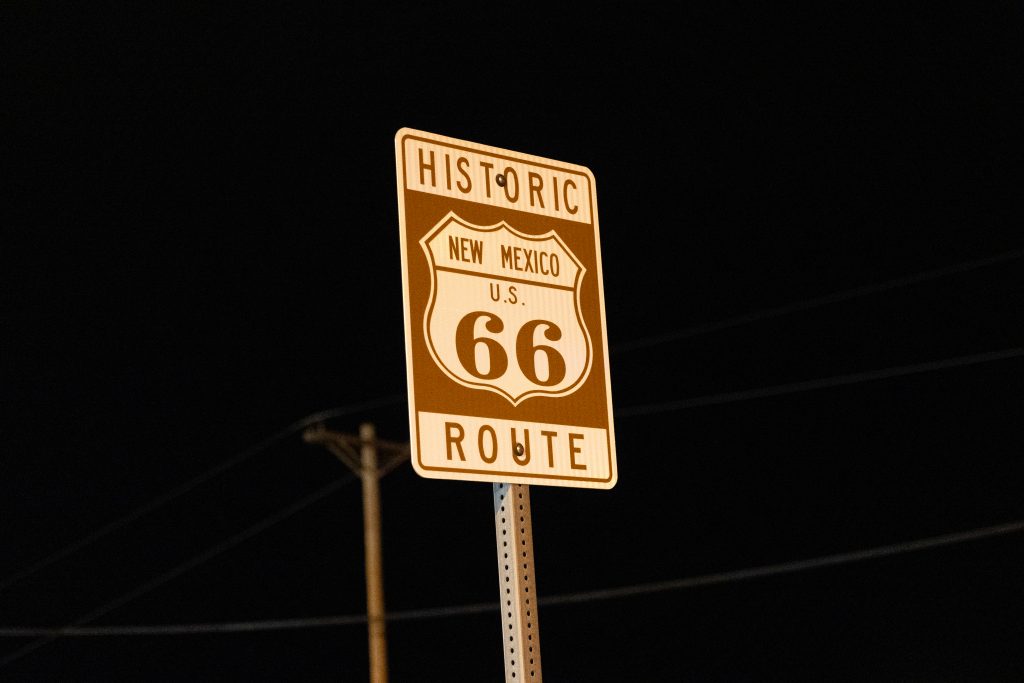 HISTORIC
NEW MEXICO
U.S.
66
ROUTE